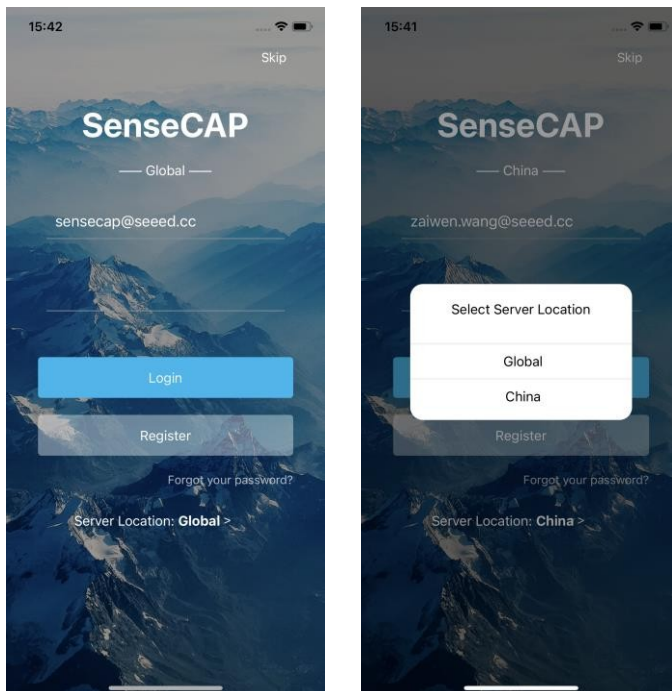 15:42
Skip
SenseCAP
Global
sensecap@seeed.cc
Login
Register
Forgot your password?
Server Location: Global >
15:41
Skip
SenseCAP
China
zaiwen.wang@seeed.cc
Select Server Location
Global
China
Register
Forgot your password?
Server Location: China >